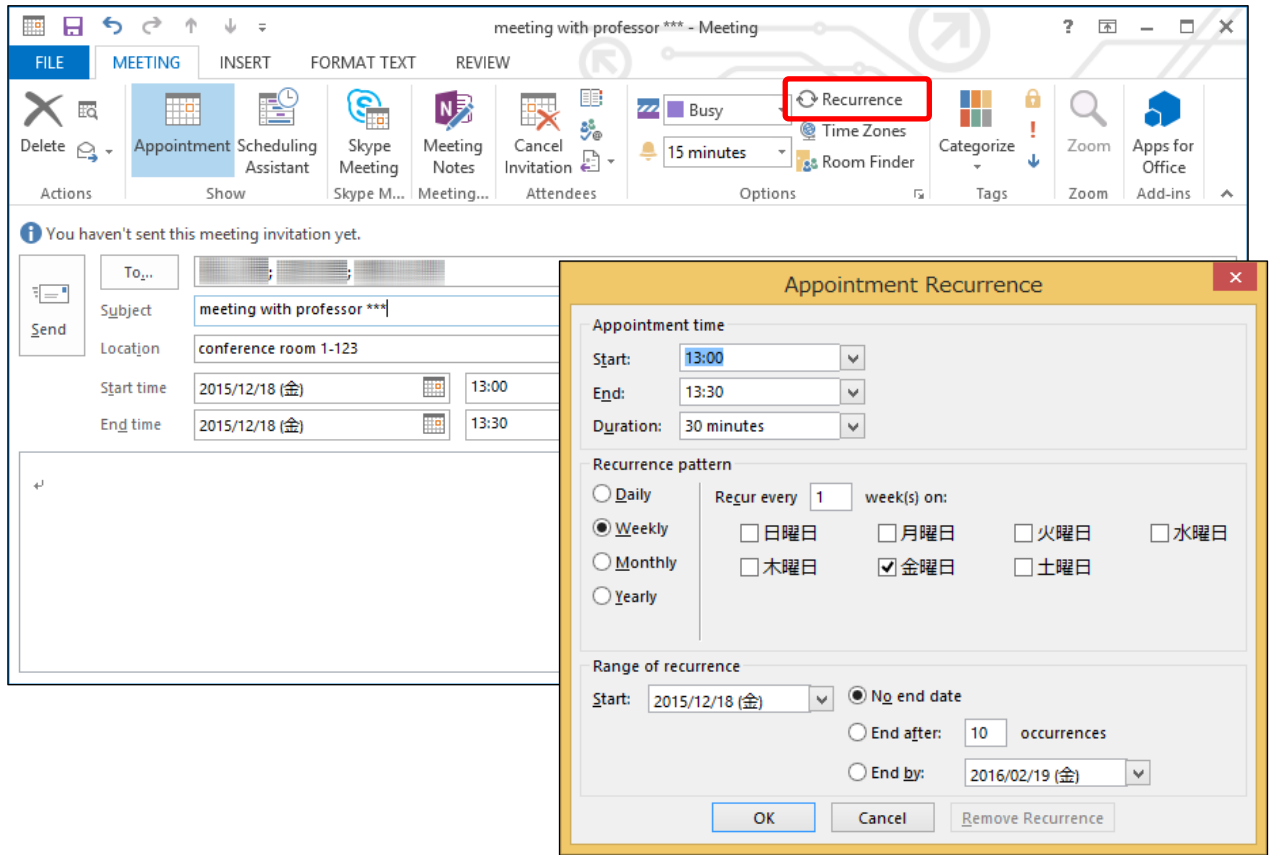 meeting with professor *** - Meeting
?
FILE MEETING INSERT FORMAT TEXT REVIEW
Delete
Appointment
Scheduling Assistant
Skype Meeting
N
Meeting Notes
Cancel Invitation
Busy
15 minutes
Recurrence
Time Zones
Room Finder
Categorize
!
Zoom
Apps for Office
Actions Show Skype M... Meeting... Attendees Options Tags Zoom Add-ins
You haven't sent this meeting invitation yet.
Send
To... ; ;
Subject meeting with professor ***
Location conference room 1-123
Start time 2015/12/18 (金) 13:00
End time 2015/12/18 (金) 13:30
Appointment Recurrence
Appointment time
Start: 13:00
End: 13:30
Duration: 30 minutes
Recurrence pattern
Daily
Weekly
Monthly
Yearly
Recur every 1 week(s) on:
日曜日 月曜日 火曜日 水曜日
木曜日 金曜日 土曜日
Range of recurrence
Start: 2015/12/18 (金)
No end date
End after: 10 occurrences
End by: 2016/02/19 (金)
OK Cancel Remove Recurrence